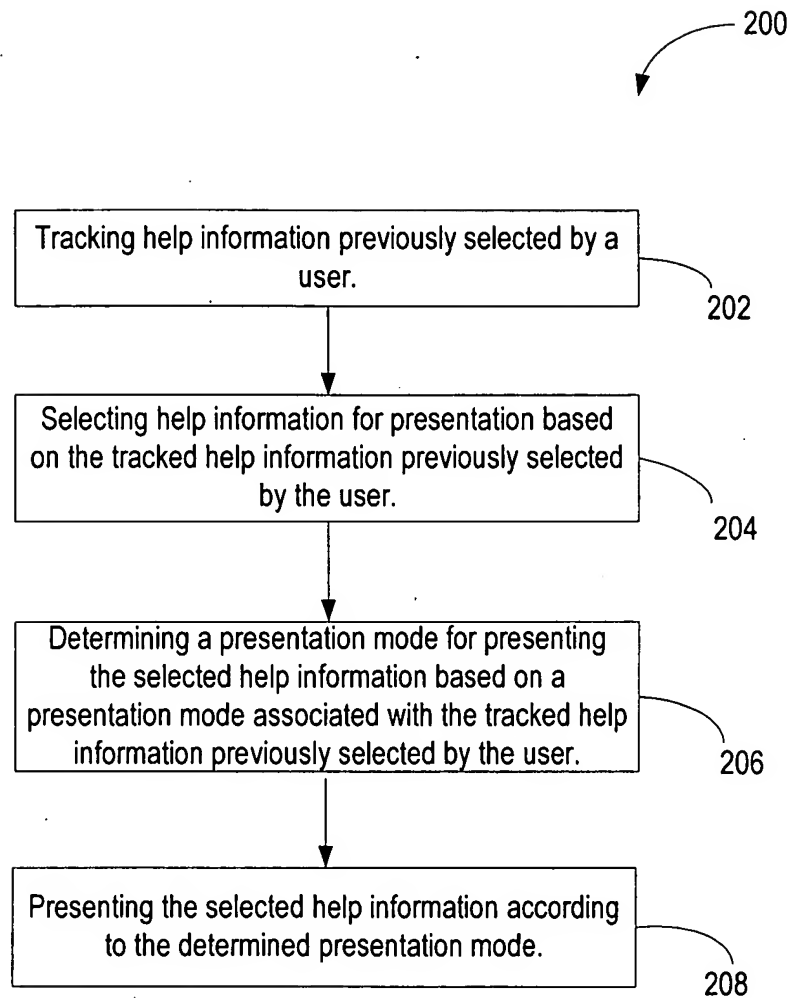 200
Tracking help information previously selected by a
user.
202
Selecting help information for presentation based
on the tracked help information previously selected
by the user.
204
Determining a presentation mode for presenting
the selected help information based on a
presentation mode associated with the tracked help
information previously selected by the user.
206
Presenting the selected help information according
to the determined presentation mode.
208